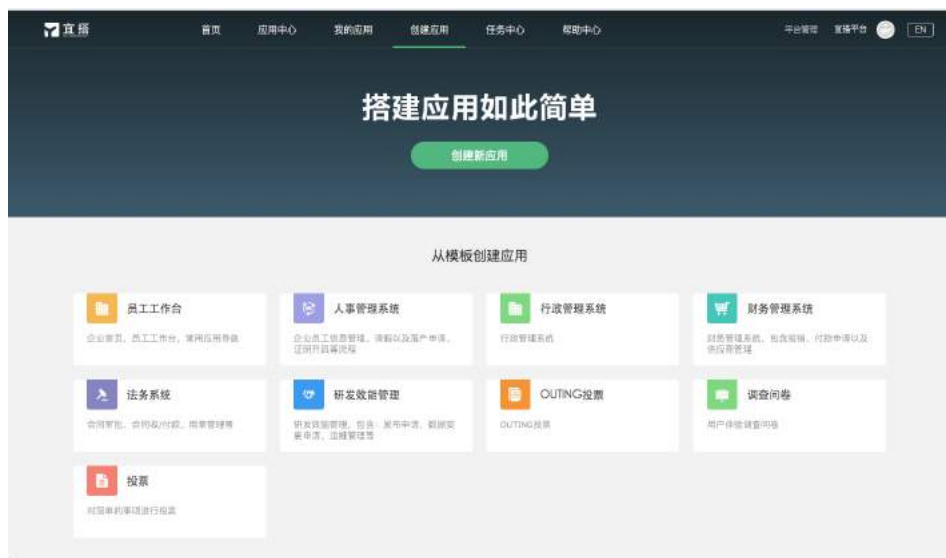 宜搭
首页 应用中心 我的应用 创建应用 任务中心 帮助中心 平台管理 宜搭平台 EN
搭建应用如此简单
创建新应用
从模板创建应用
员工工作台
企业首页、员工工作台、常用应用导航
人事管理系统
企业员工信息管理、请假以及落户申请、
证明开具等流程
行政管理系统
行政管理系统
财务管理系统
财务管理系统、包含报销、付款申请以及
供应商管理
法务系统
合同审批、合同收/付款、用章管理等
研发效能管理
研发效能管理、包含：发布申请、数据变
更申请、运维管理等
OUTING投票
OUTING投票
调查问卷
用户体验调查问卷
投票
对简单的事项进行投票